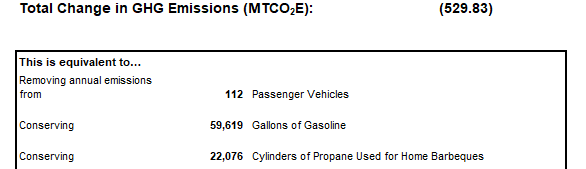 Total Change in GHG Emissions (MTCO₂E): (529.83)
This is equivalent to...
Removing annual emissions
from 112 Passenger Vehicles
Conserving 59,619 Gallons of Gasoline
Conserving 22,076 Cylinders of Propane Used for Home Barbeques